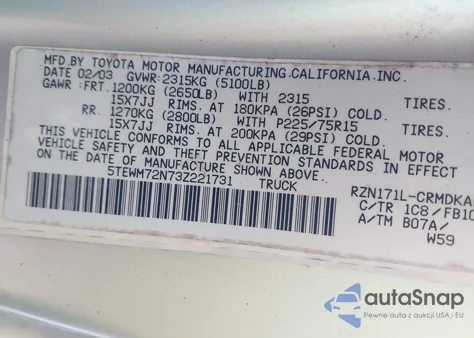 MFD.BY TOYOTA MOTOR MANUFACTURING.CALIFORNIA.INC.
DATE 02/03 GVWR:2315KG (5100LB)
GAWR :FRT.1200KG (2650LB) WITH 2315 TIRES.
15X7JJ RIMS. AT 180KPA (26PSI) COLD.
RR. 1270KG (2800LB) WITH P225/75R15 TIRES.
15X7JJ RIMS. AT 200KPA (29PSI) COLD.
THIS VEHICLE CONFORMS TO ALL APPLICABLE FEDERAL MOTOR
VEHICLE SAFETY AND THEFT PREVENTION STANDARDS IN EFFECT
ON THE DATE OF MANUFACTURE SHOWN ABOVE.
5TEWM72N73Z221731 TRUCK
RZN171L-CRMDKA
C/TR 1C8/FB10
A/TM B07A/
W59
autoSnap
Pewne auta z USA i EU